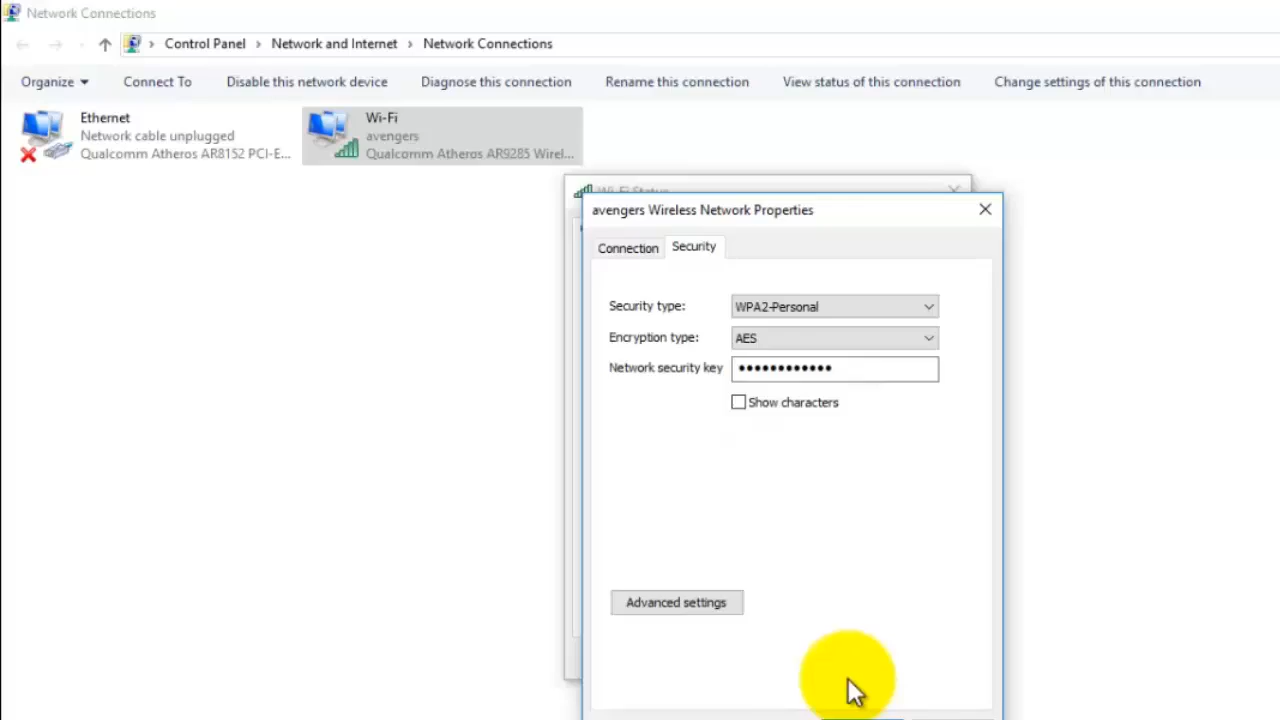 Network Connections
Control Panel > Network and Internet > Network Connections
Organize Connect To Disable this network device Diagnose this connection Rename this connection View status of this connection Change settings of this connection
Ethernet
Network cable unplugged
Qualcomm Atheros AR8152 PCI-E...
Wi-Fi
avengers
Qualcomm Atheros AR9285 Wirel...
Wi-Fi Status
avengers Wireless Network Properties
Connection Security
Security type: WPA2-Personal
Encryption type: AES
Network security key ••••••••••••
Show characters
Advanced settings